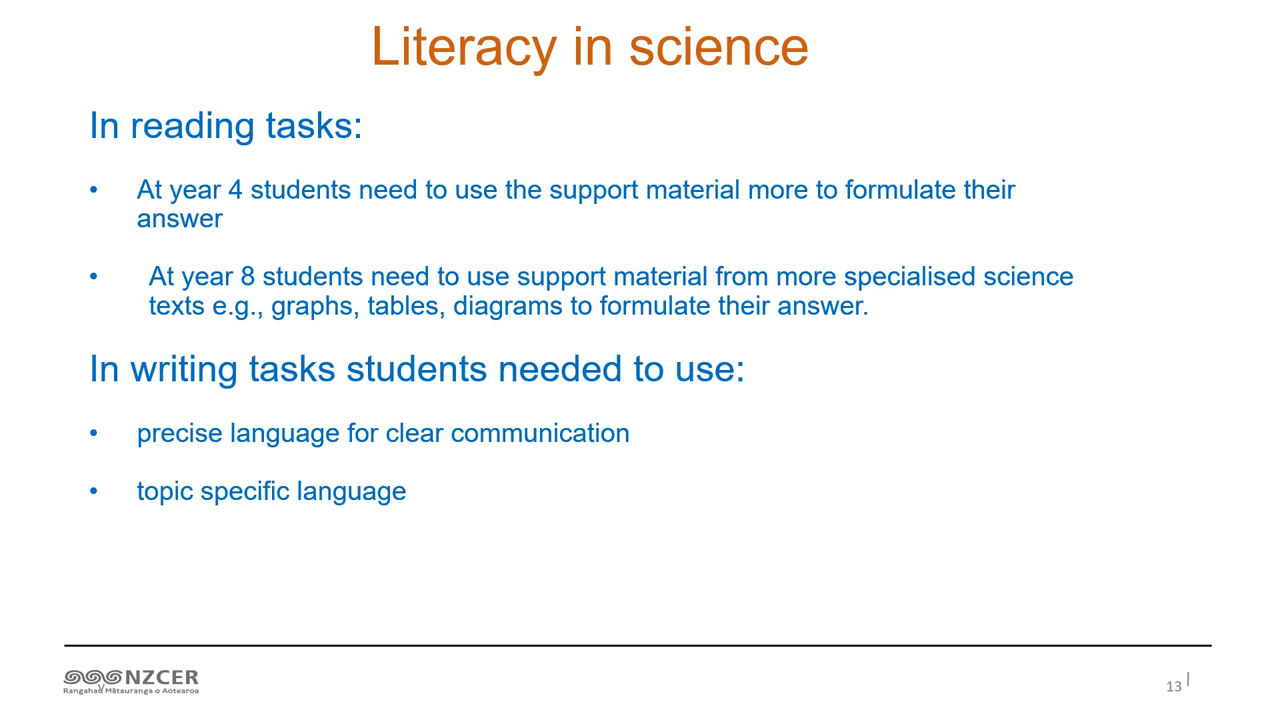 Literacy in science
In reading tasks:
• At year 4 students need to use the support material more to formulate their
answer
• At year 8 students need to use support material from more specialised science
texts e.g., graphs, tables, diagrams to formulate their answer.
In writing tasks students needed to use:
• precise language for clear communication
• topic specific language
NZCER
Rangahau Mātauranga o Aotearoa
13